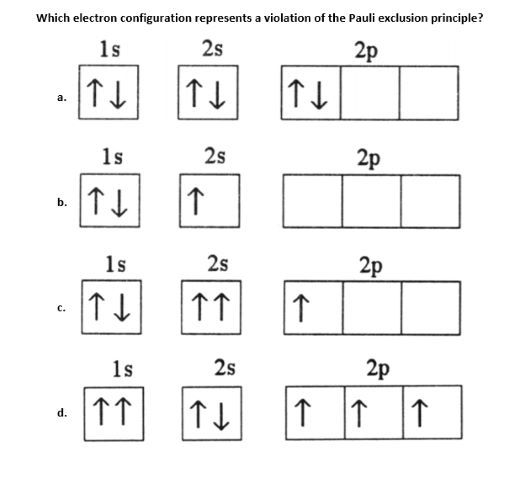 Which electron configuration represents a violation of the Pauli exclusion principle?
1s 2s 2p
a. ↑↓ ↑↓ ↑↓
1s 2s 2p
b. ↑↓ ↑
1s 2s 2p
c. ↑↓ ↑↑ ↑
1s 2s 2p
d. ↑↑ ↑↓ ↑ ↑ ↑